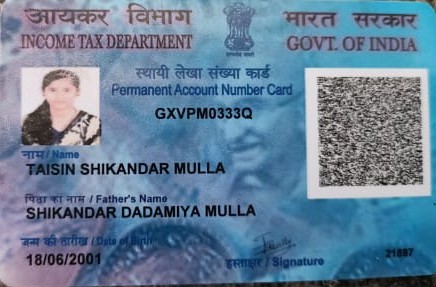 आयकर विभाग
INCOME TAX DEPARTMENT
भारत सरकार
GOVT. OF INDIA
स्थायी लेखा संख्या कार्ड
Permanent Account Number Card
GXVPM0333Q
नाम / Name
TAISIN SHIKANDAR MULLA
पिता का नाम / Father's Name
SHIKANDAR DADAMIYA MULLA
जन्म की तारीख / Date of Birth
18/06/2001
हस्ताक्षर / Signature
21887